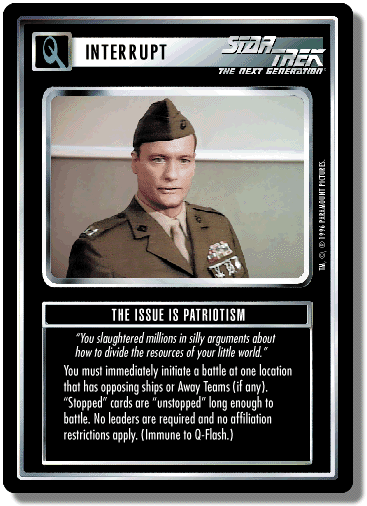 INTERRUPT
STAR TREK
THE NEXT GENERATION
TM, ©, ® 1996 PARAMOUNT PICTURES.
THE ISSUE IS PATRIOTISM
"You slaughtered millions in silly arguments about
how to divide the resources of your little world."
You must immediately initiate a battle at one location
that has opposing ships or Away Teams (if any).
"Stopped" cards are "unstopped" long enough to
battle. No leaders are required and no affiliation
restrictions apply. (Immune to Q-Flash.)